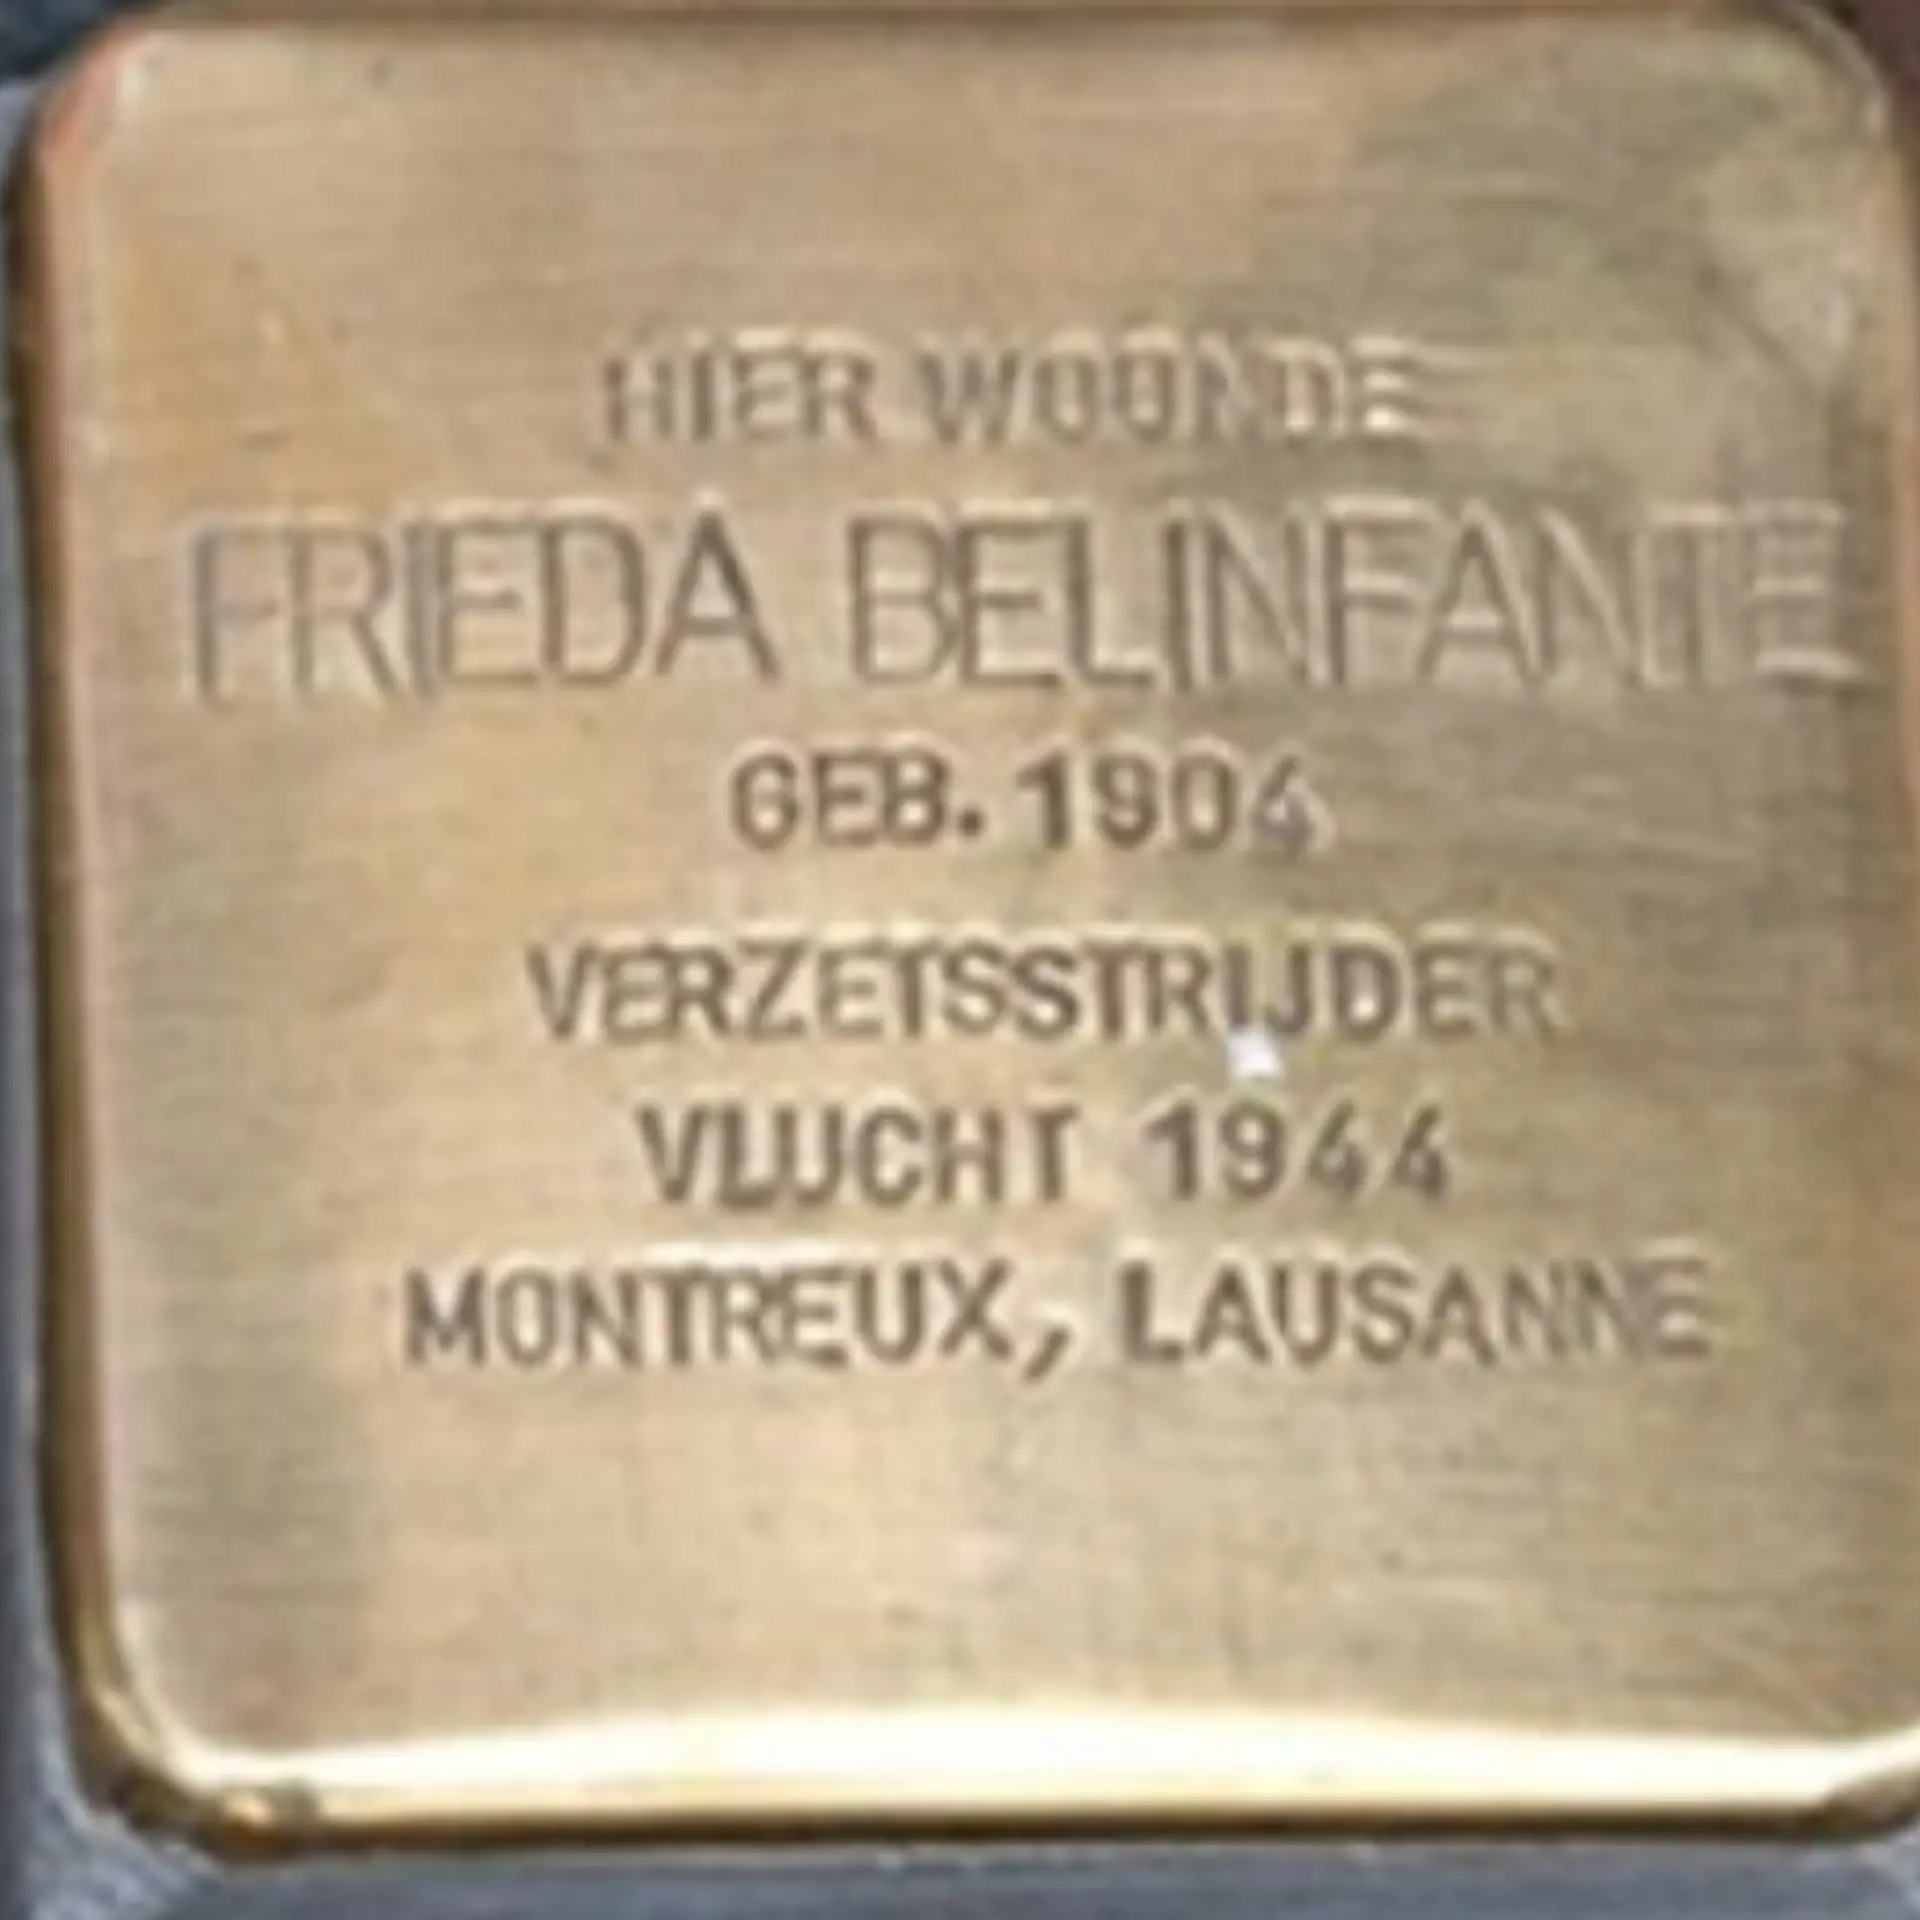 HIER WOONDE
FRIEDA BELINFANTE
GEB. 1904
VERZETSSTRIJDER
VLUCHT 1944
MONTREUX, LAUSANNE